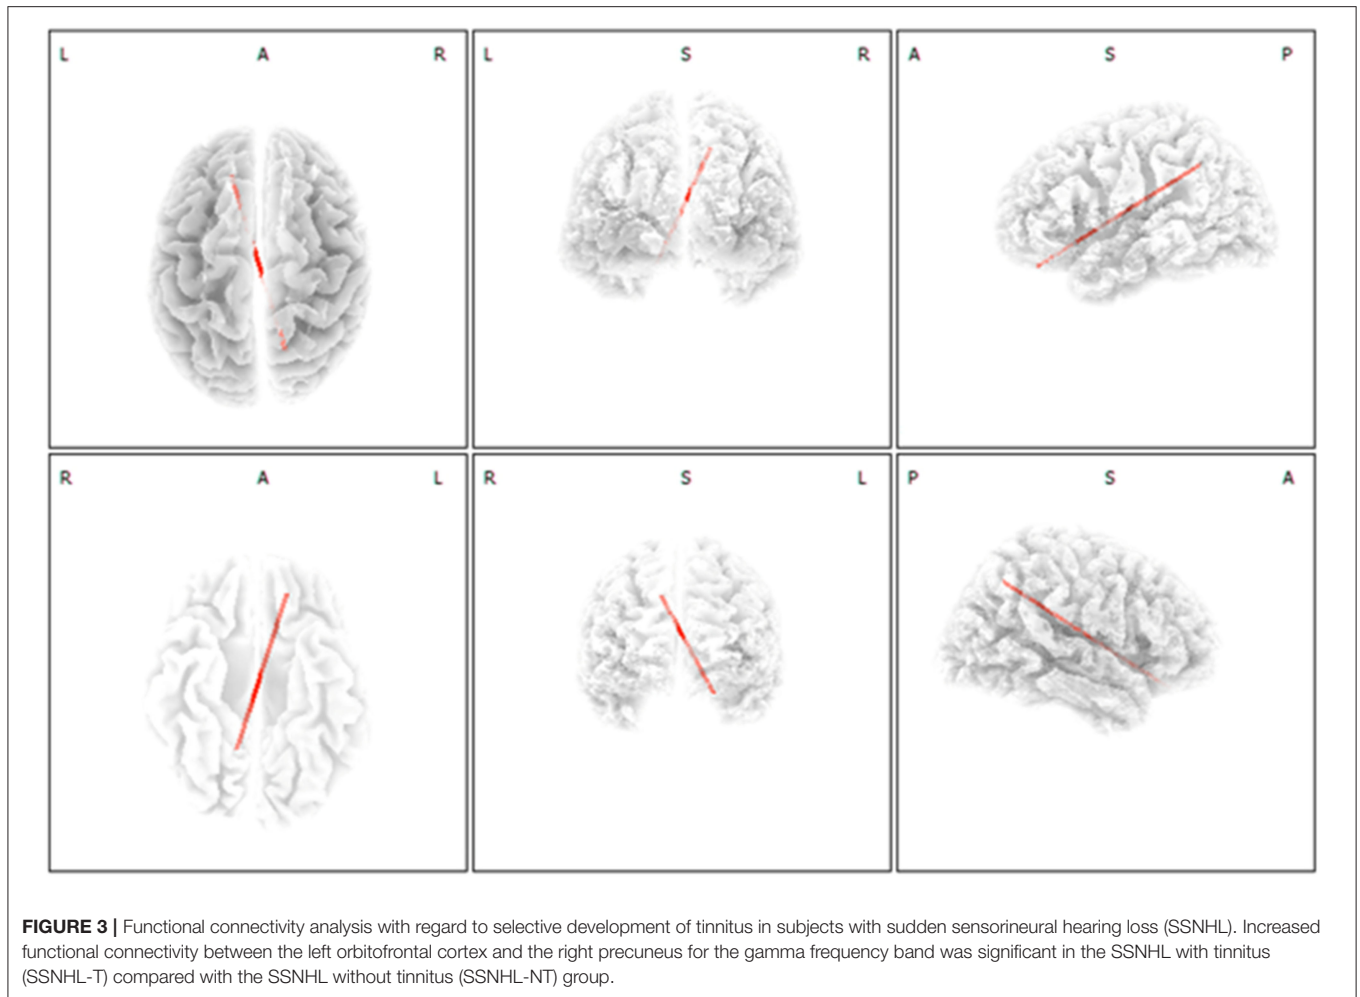 L A R
L S R
A S P
R A L
R S L
P S A
FIGURE 3 | Functional connectivity analysis with regard to selective development of tinnitus in subjects with sudden sensorineural hearing loss (SSNHL). Increased
functional connectivity between the left orbitofrontal cortex and the right precuneus for the gamma frequency band was significant in the SSNHL with tinnitus
(SSNHL-T) compared with the SSNHL without tinnitus (SSNHL-NT) group.